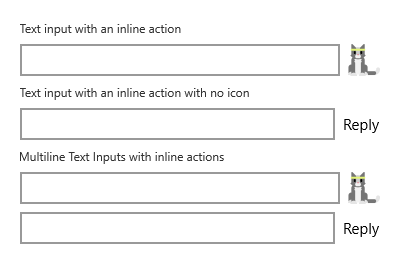 Text input with an inline action
Text input with an inline action with no icon
Reply
Multiline Text Inputs with inline actions
Reply